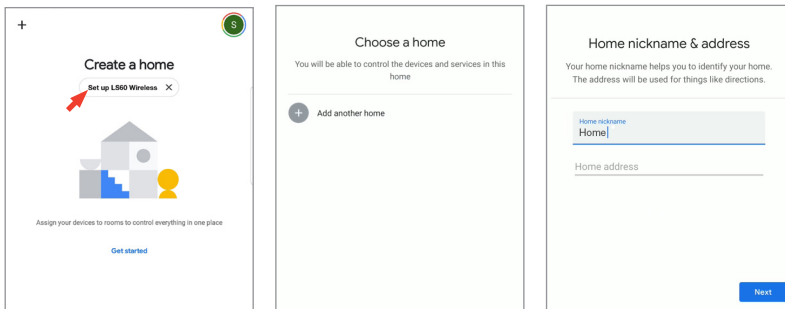 +
S
Create a home
Set up LS60 Wireless X
Assign your devices to rooms to control everything in one place
Get started
Choose a home
You will be able to control the devices and services in this
home
+ Add another home
Home nickname & address
Your home nickname helps you to identify your home.
The address will be used for things like directions.
Home nickname
Home
Home address
Next